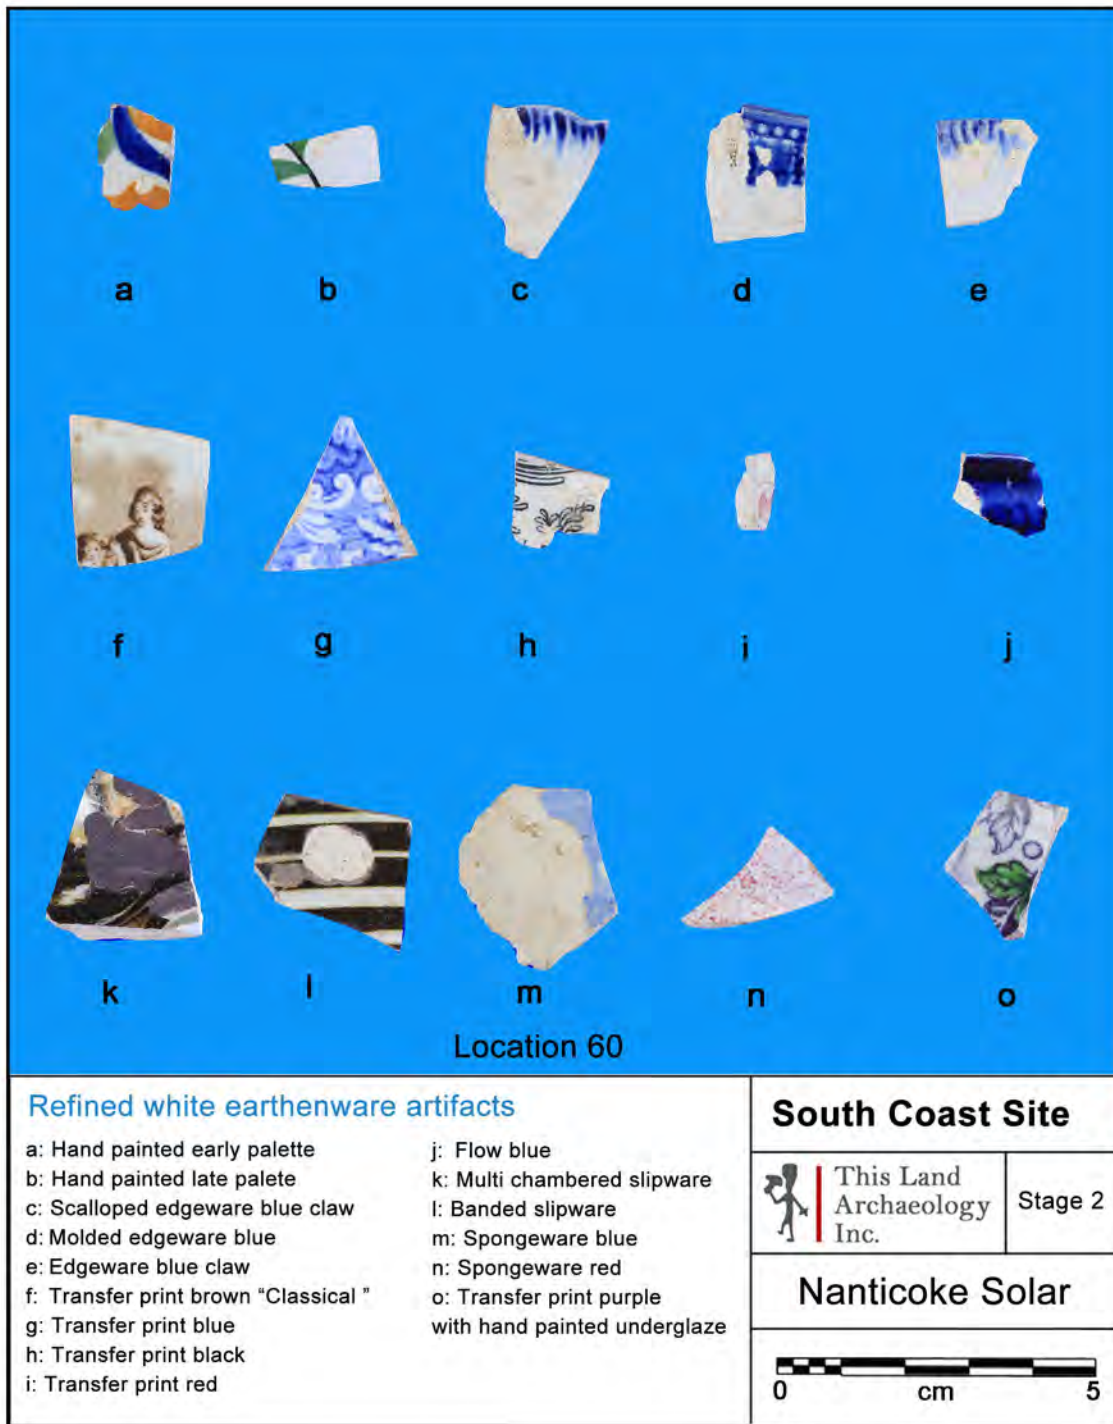 a b c d e
f g h i j
k l m n o
Location 60
Refined white earthenware artifacts
a: Hand painted early palette
b: Hand painted late palete
c: Scalloped edgeware blue claw
d: Molded edgeware blue
e: Edgeware blue claw
f: Transfer print brown “Classical ”
g: Transfer print blue
h: Transfer print black
i: Transfer print red
j: Flow blue
k: Multi chambered slipware
l: Banded slipware
m: Spongeware blue
n: Spongeware red
o: Transfer print purple
with hand painted underglaze
South Coast Site
This Land
Archaeology
Inc.
Stage 2
Nanticoke Solar
0 cm 5